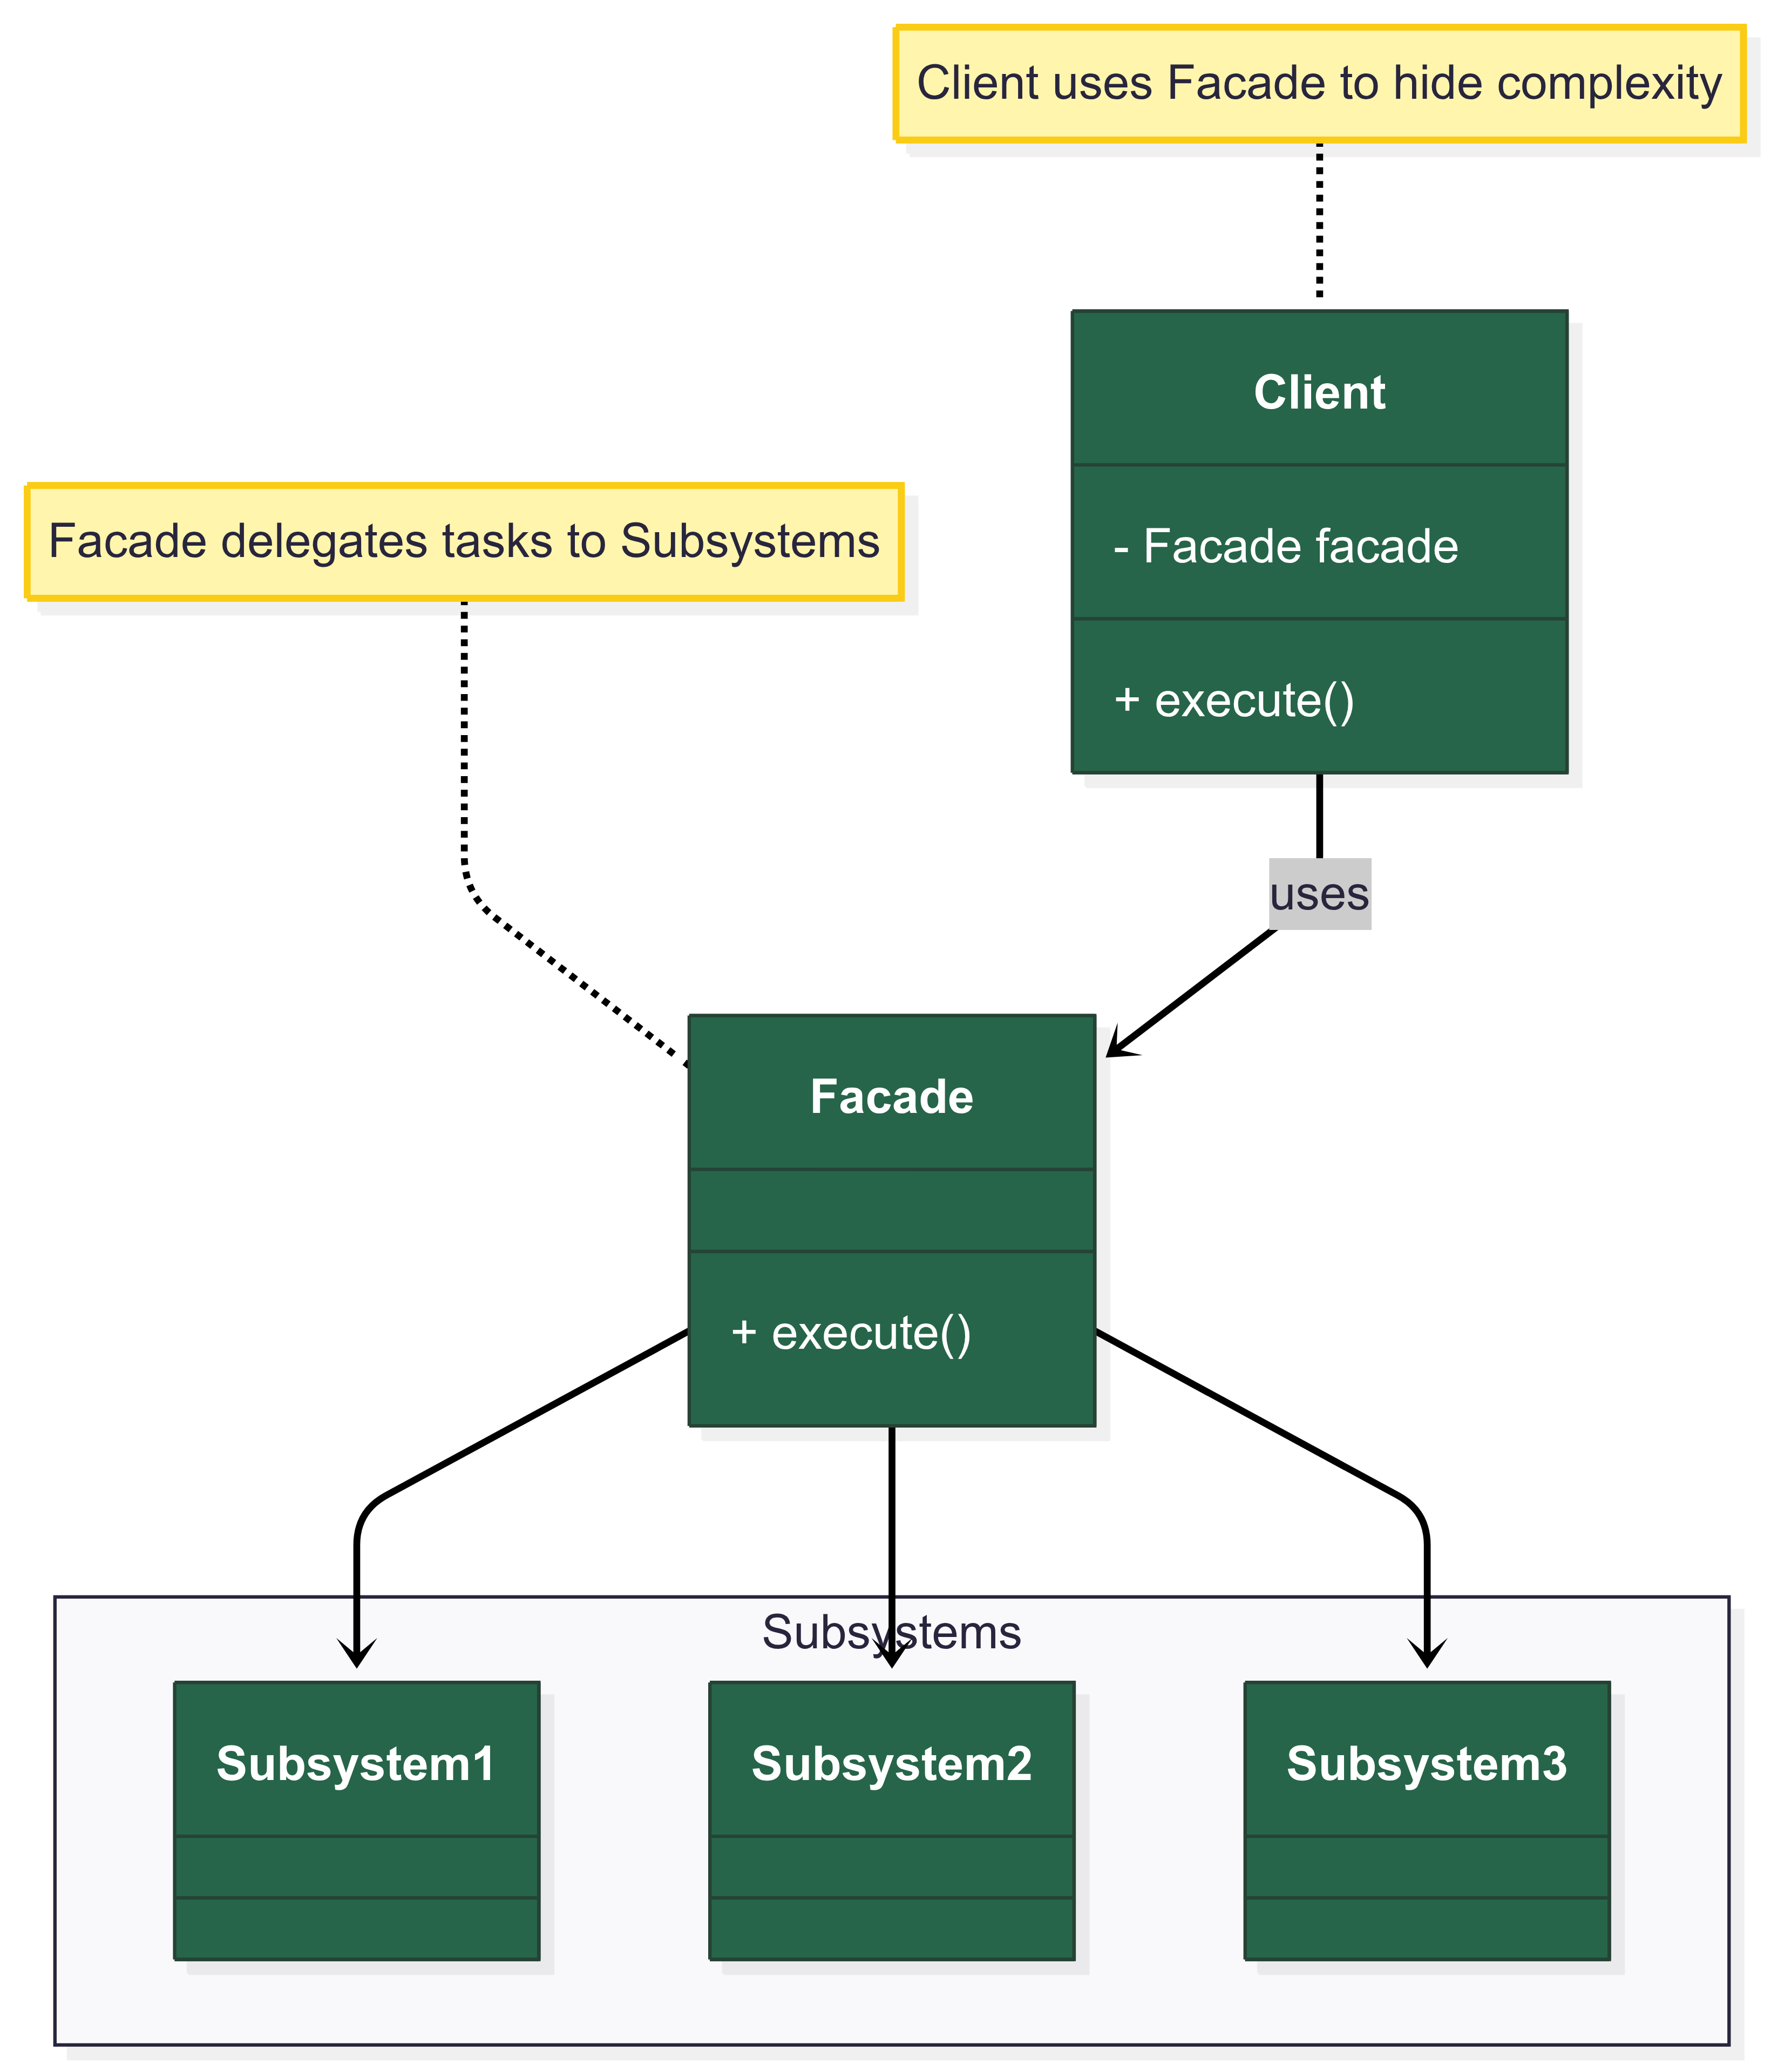 Client uses Facade to hide complexity
Client
- Facade facade
+ execute()
Facade delegates tasks to Subsystems
uses
Facade
+ execute()
Subsystems
Subsystem1
Subsystem2
Subsystem3